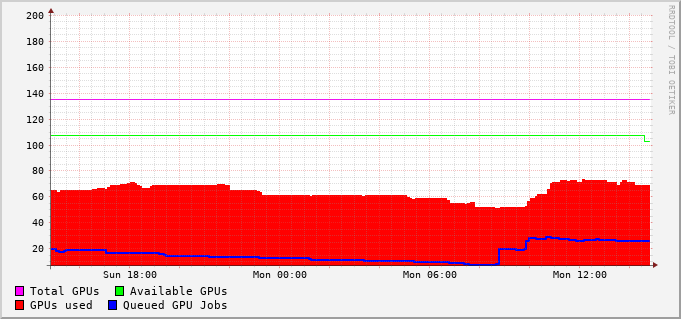 200
180
160
140
120
100
80
60
40
20
Sun 18:00 Mon 00:00 Mon 06:00 Mon 12:00
Total GPUs Available GPUs
GPUs used Queued GPU Jobs
RRDTOOL / TOBI OETIKER